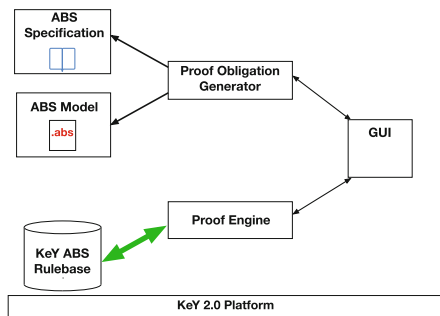 ABS
Specification
Proof Obligation
Generator
ABS Model
.abs
GUI
Proof Engine
KeY ABS
Rulebase
KeY 2.0 Platform